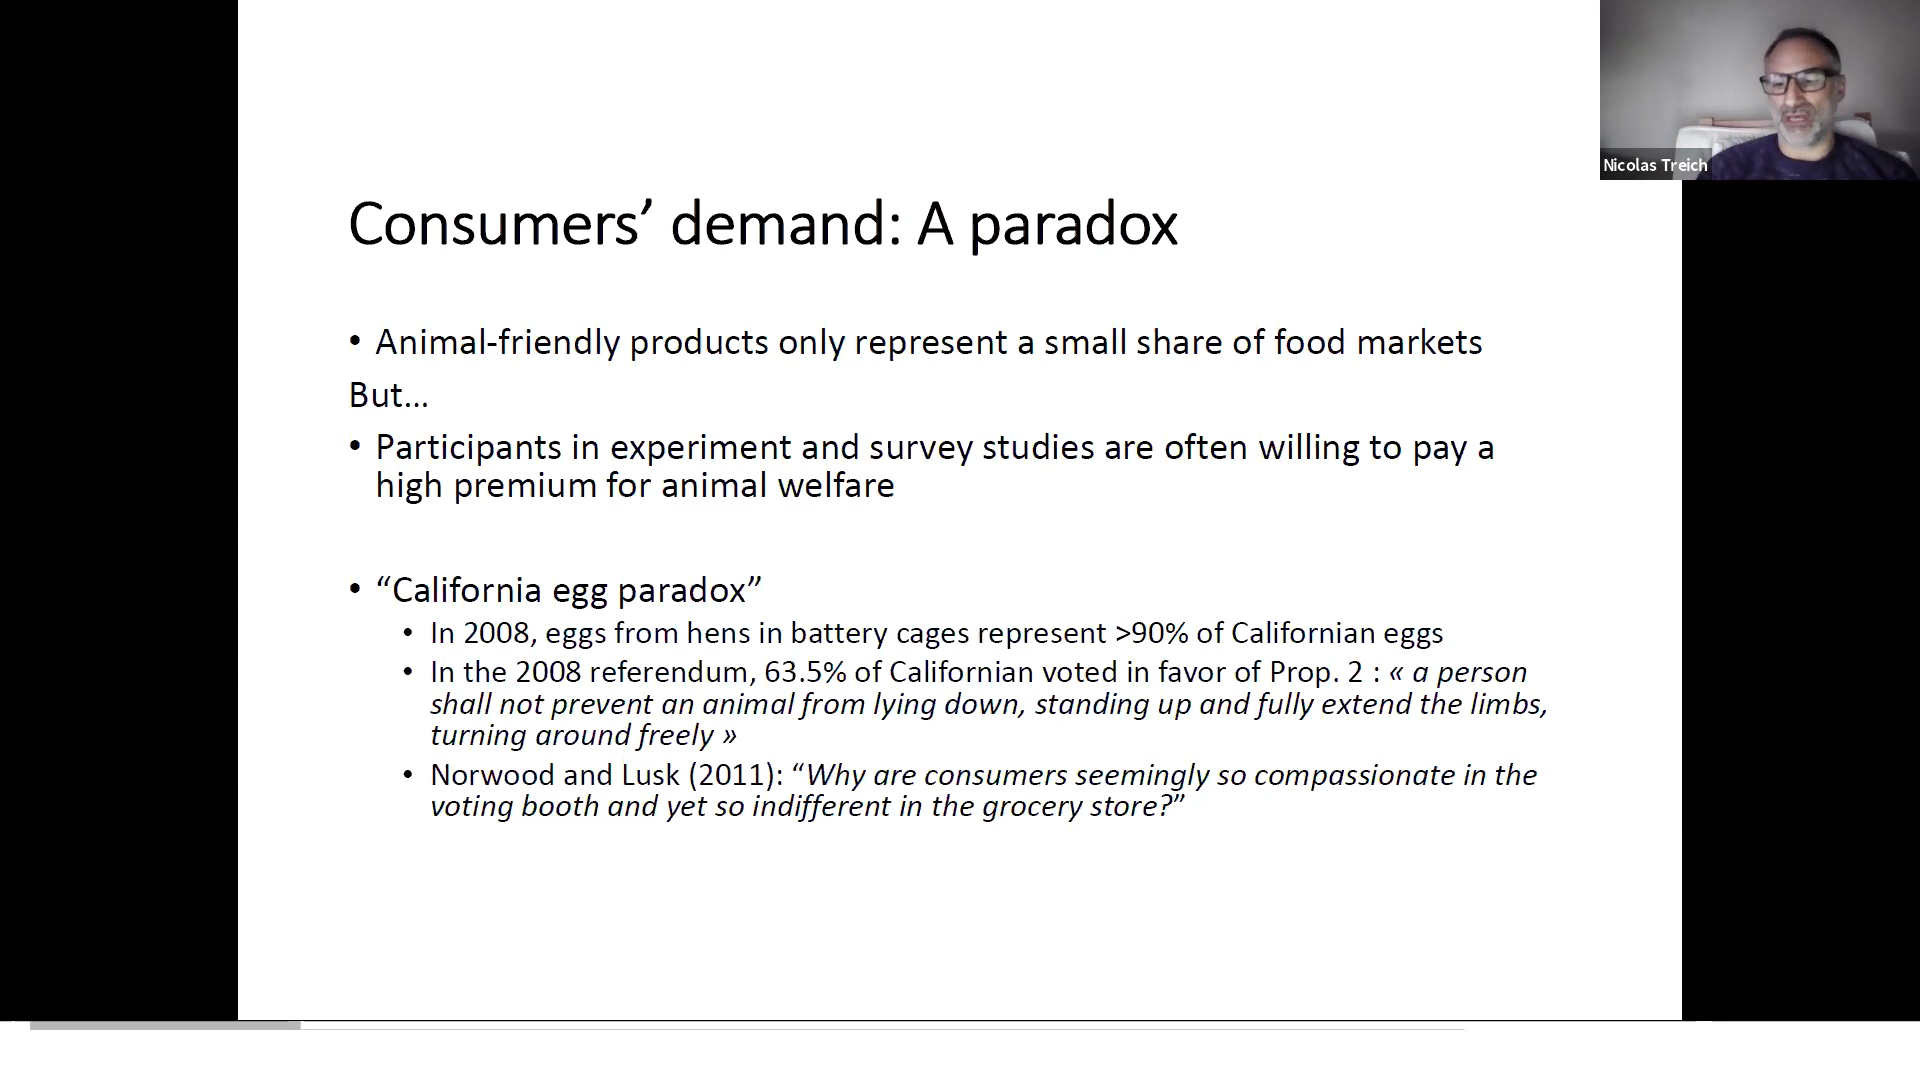 Nicolas Treich
Consumers’ demand: A paradox
• Animal-friendly products only represent a small share of food markets
But…
• Participants in experiment and survey studies are often willing to pay a
high premium for animal welfare
• “California egg paradox”
• In 2008, eggs from hens in battery cages represent >90% of Californian eggs
• In the 2008 referendum, 63.5% of Californian voted in favor of Prop. 2 : « a person
shall not prevent an animal from lying down, standing up and fully extend the limbs,
turning around freely »
• Norwood and Lusk (2011): “Why are consumers seemingly so compassionate in the
voting booth and yet so indifferent in the grocery store?”